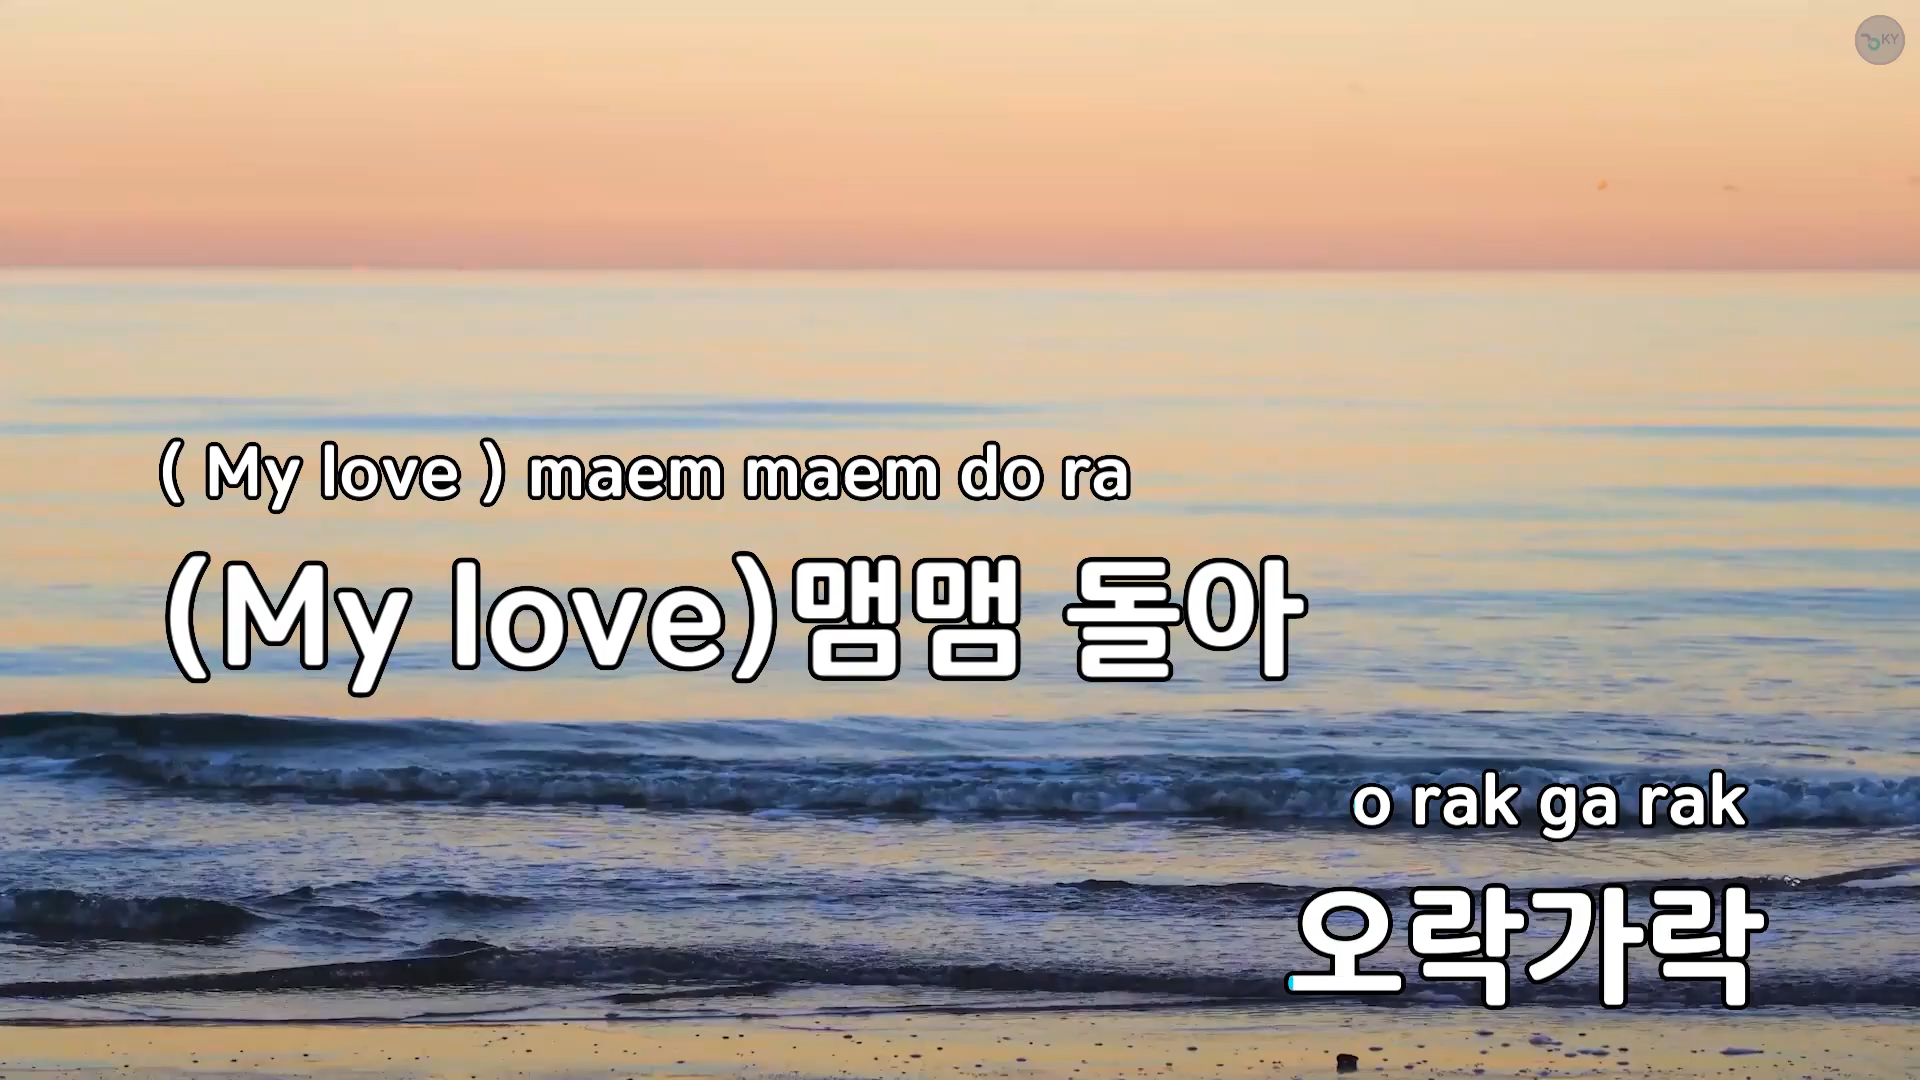 KY
( My love ) maem maem do ra
(My love)맴맴 돌아
o rak ga rak
오락가락